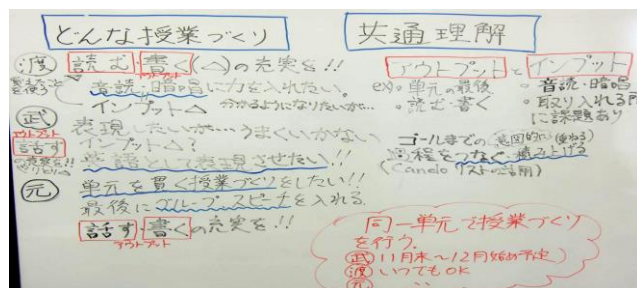 どんな授業づくり
渡 読む・書く(△)の充実を!!
アウトプット
音読・暗唱に力を入れたい。
インプット△ 分かるようになりたいが…
武 表現したいが…うまくいかない
アウトプット
話す
インプット△?
英語として表現させたい!!
元 単元を貫く授業づくりをしたい!!
最後にグループスピーチを入れる
話す・書くの充実を!!
アウトプット
共通理解
アウトプットとインプット
ex)・単元の最後
・読む・書く
・音読・暗唱
・取り入れる所に課題あり
ゴールまでの
過程をつなぐ 積み上げる
(Candoリストの活用)
同一単元で授業づくり
を行う。
武 11月末〜12月始め予定)
渡 いつでもOK
元 〃